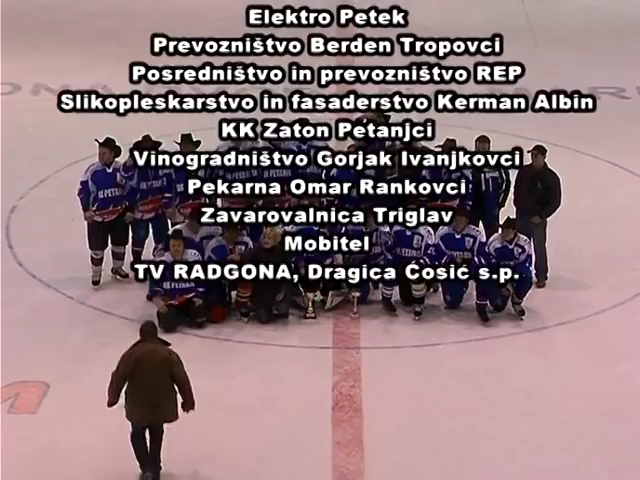 Elektro Petek
Prevozništvo Berden Tropovci
Posredništvo in prevozništvo REP
Slikopleskarstvo in fasaderstvo Kerman Albin
KK Zaton Petanjci
Vinogradništvo Gorjak Ivanjkovci
Pekarna Omar Rankovci
Zavarovalnica Triglav
Mobitel
TV RADGONA, Dragica Ćosić s.p.